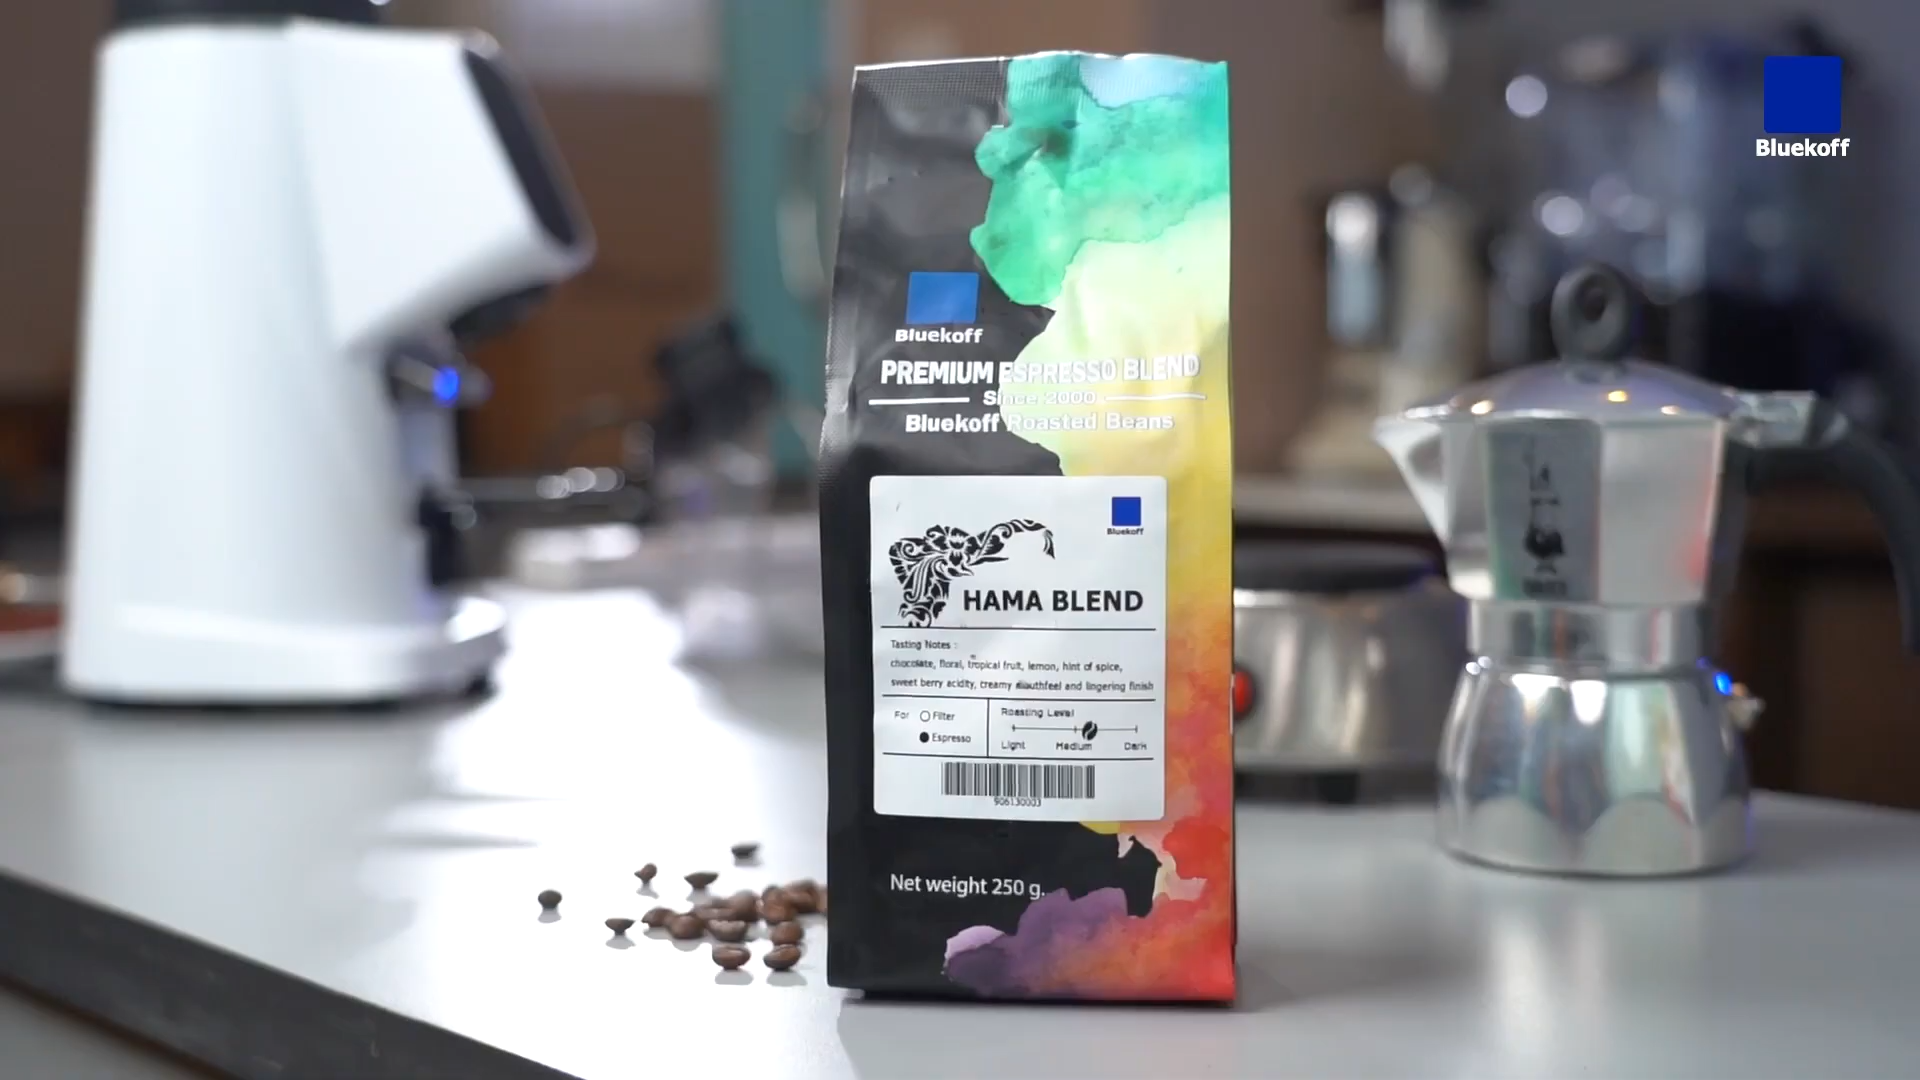 Bluekoff
Bluekoff
PREMIUM ESPRESSO BLEND
Since 2000
Bluekoff Roasted Beans
Bluekoff
HAMA BLEND
Tasting Notes :
chocolate, floral, tropical fruit, lemon, hint of spice,
sweet berry acidity, creamy mouthfeel and lingering finish
For Filter
Espresso
Roasting Level
Light Medium Dark
906130003
Net weight 250 g.